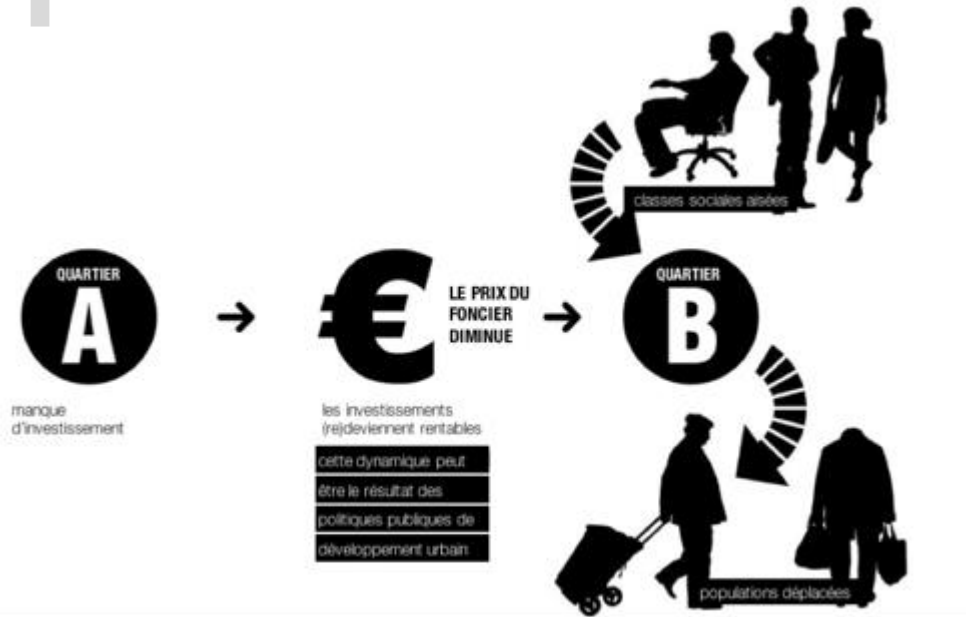 classes sociales aisées
QUARTIER
A
manque
d'investissement
€
LE PRIX DU
FONCIER
DIMINUE
les investissements
(re)deviennent rentables
cette dynamique peut
être le résultat des
politiques publiques de
développement urbain
QUARTIER
B
populations déplacées